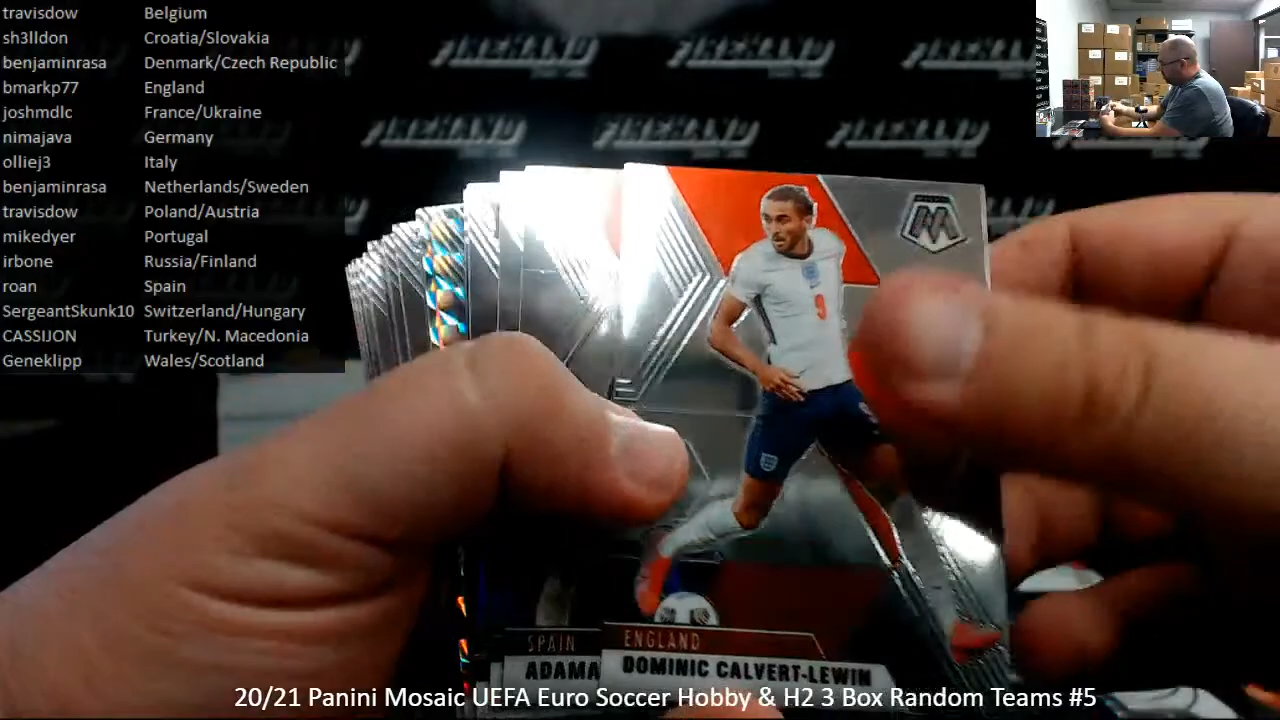 travisdow Belgium
sh3lldon Croatia/Slovakia
benjaminrasa Denmark/Czech Republic
bmarkp77 England
joshmdlc France/Ukraine
nimajava Germany
olliej3 Italy
benjaminrasa Netherlands/Sweden
travisdow Poland/Austria
mikedyer Portugal
irbone Russia/Finland
roan Spain
SergeantSkunk10 Switzerland/Hungary
CASSIJON Turkey/N. Macedonia
Geneklipp Wales/Scotland
9
SPAIN
ADAMA
ENGLAND
DOMINIC CALVERT-LEWIN
20/21 Panini Mosaic UEFA Euro Soccer Hobby & H2 3 Box Random Teams #5